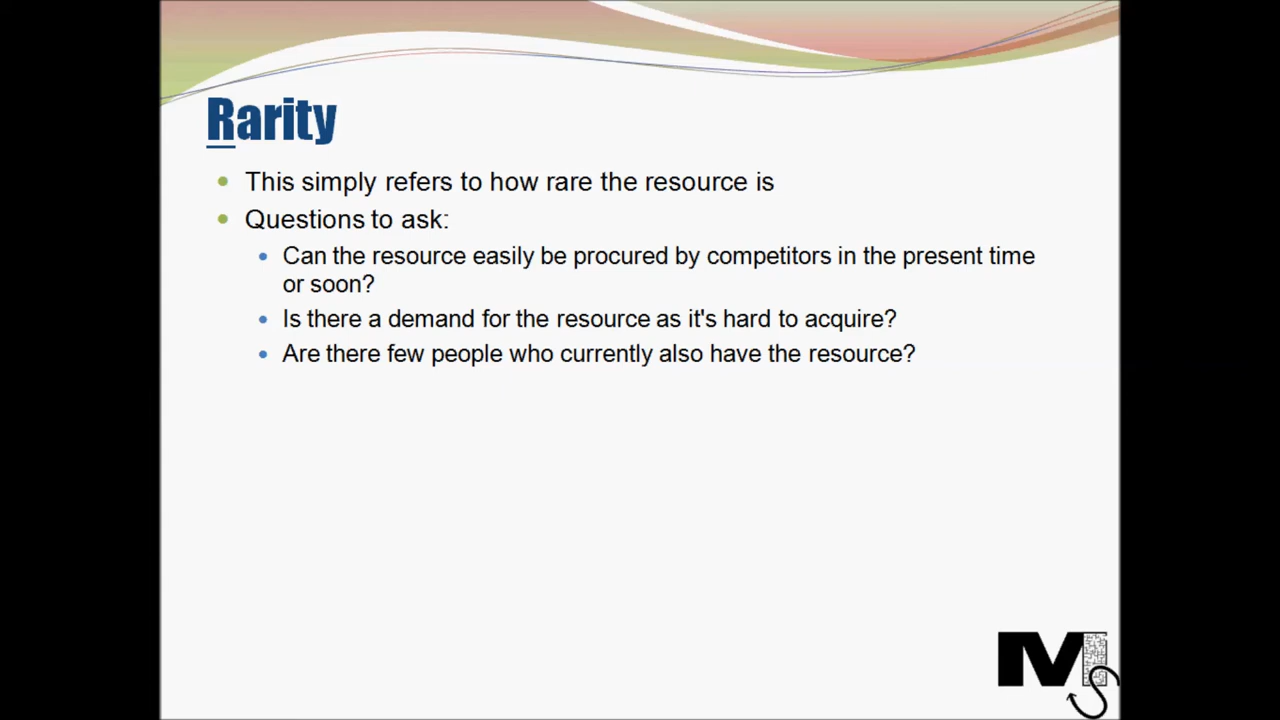 Rarity
This simply refers to how rare the resource is
Questions to ask:
Can the resource easily be procured by competitors in the present time
or soon?
Is there a demand for the resource as it's hard to acquire?
Are there few people who currently also have the resource?